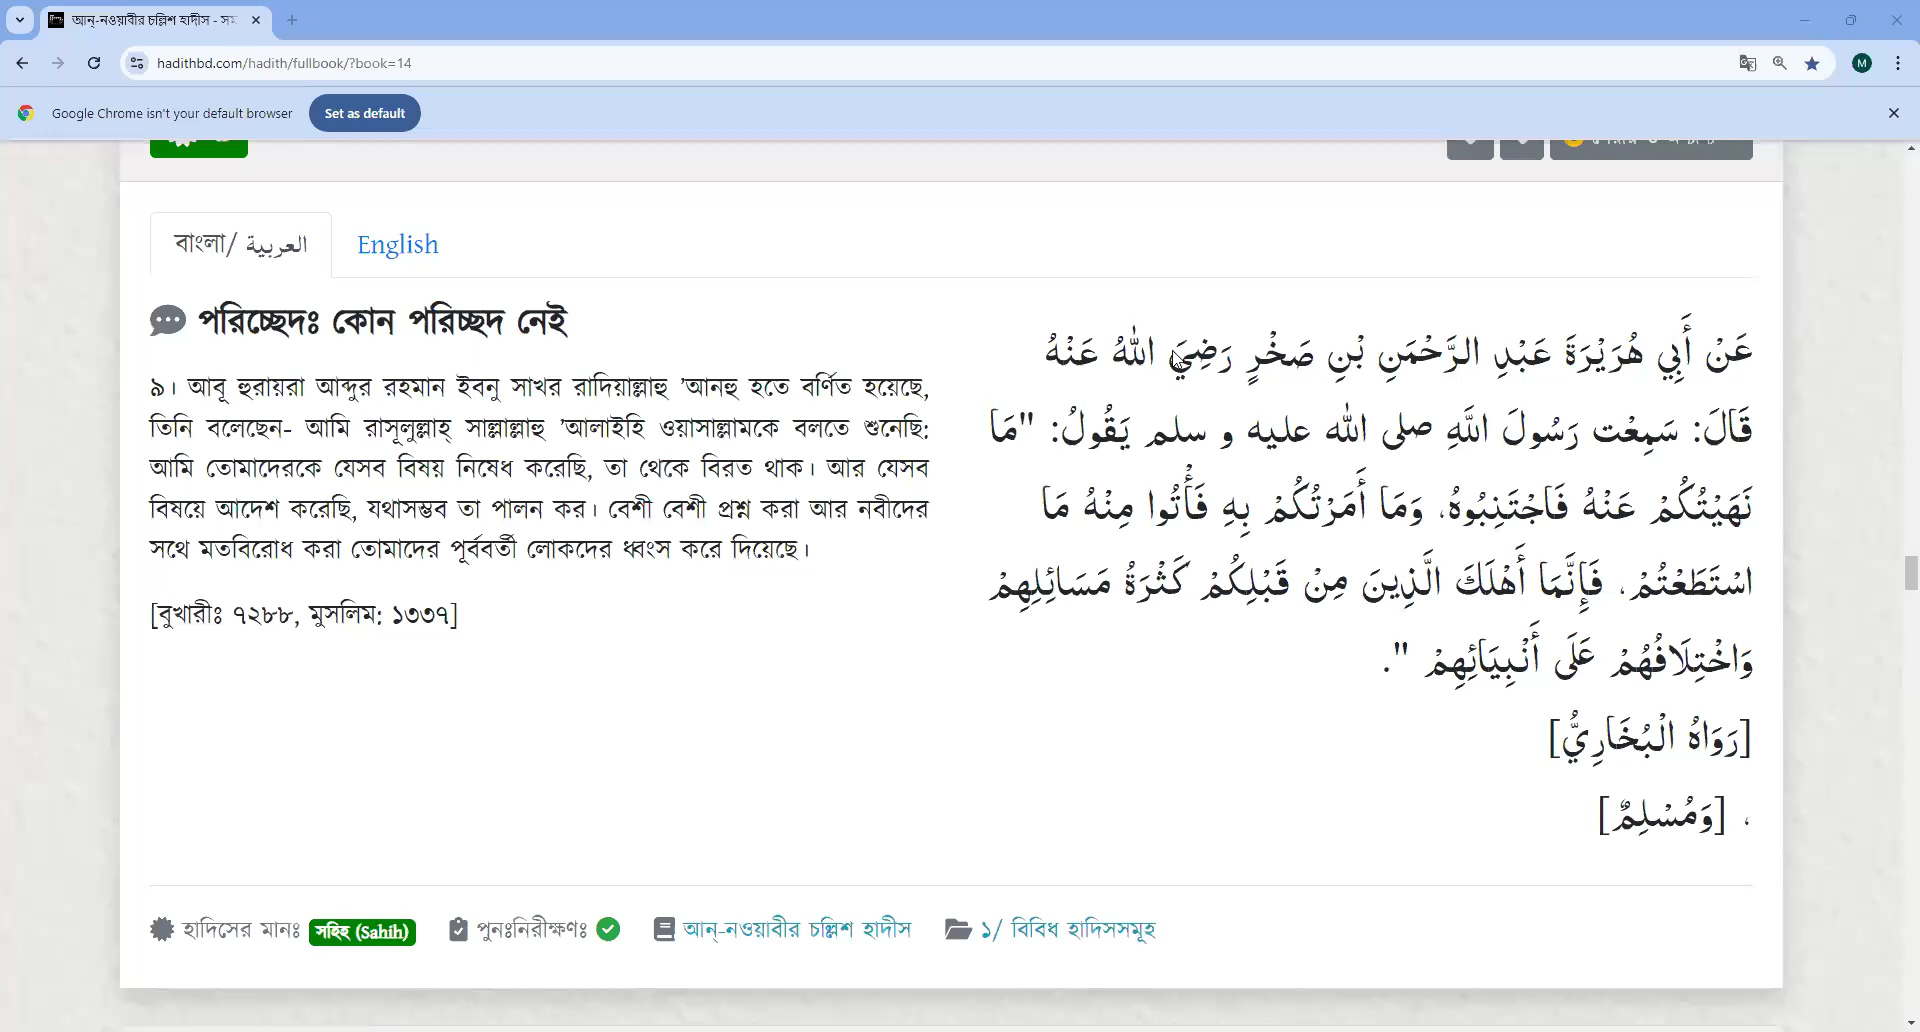 আন্-নওয়াবীর চল্লিশ হাদীস - সম
hadithbd.com/hadith/fullbook/?book=14
M
Google Chrome isn't your default browser
Set as default
বাংলা/ العربية
English
পরিচ্ছেদঃ কোন পরিচ্ছদ নেই
৯। আবূ হুরায়রা আব্দুর রহমান ইবনু সাখর রাদিয়াল্লাহু 'আনহু হতে বর্ণিত হয়েছে,
তিনি বলেছেন- আমি রাসূলুল্লাহ্ সাল্লাল্লাহু 'আলাইহি ওয়াসাল্লামকে বলতে শুনেছি:
আমি তোমাদেরকে যেসব বিষয় নিষেধ করেছি, তা থেকে বিরত থাক। আর যেসব
বিষয়ে আদেশ করেছি, যথাসম্ভব তা পালন কর। বেশী বেশী প্রশ্ন করা আর নবীদের
সথে মতবিরোধ করা তোমাদের পূর্ববর্তী লোকদের ধ্বংস করে দিয়েছে।
[বুখারীঃ ৭২৮৮, মুসলিম: ১৩৩৭]
عَنْ أَبِي هُرَيْرَةَ عَبْدِ الرَّحْمَنِ بْنِ صَخْرٍ رَضِيَ اللهُ عَنْهُ
قَالَ: سَمِعْت رَسُولَ اللَّهِ صلى الله عليه و سلم يَقُولُ: "مَا
نَهَيْتُكُمْ عَنْهُ فَاجْتَنِبُوهُ، وَمَا أَمَرْتُكُمْ بِهِ فَأْتُوا مِنْهُ مَا
اسْتَطَعْتُمْ، فَإِنَّمَا أَهْلَكَ الَّذِينَ مِنْ قَبْلِكُمْ كَثْرَةُ مَسَائِلِهِمْ
وَاخْتِلَافُهُمْ عَلَى أَنْبِيَائِهِمْ ".
[رَوَاهُ الْبُخَارِيُّ]
، [وَمُسْلِمٌ]
হাদিসের মানঃ সহিহ (Sahih)
পুনঃনিরীক্ষণঃ
আন্-নওয়াবীর চল্লিশ হাদীস
১/ বিবিধ হাদিসসমূহ